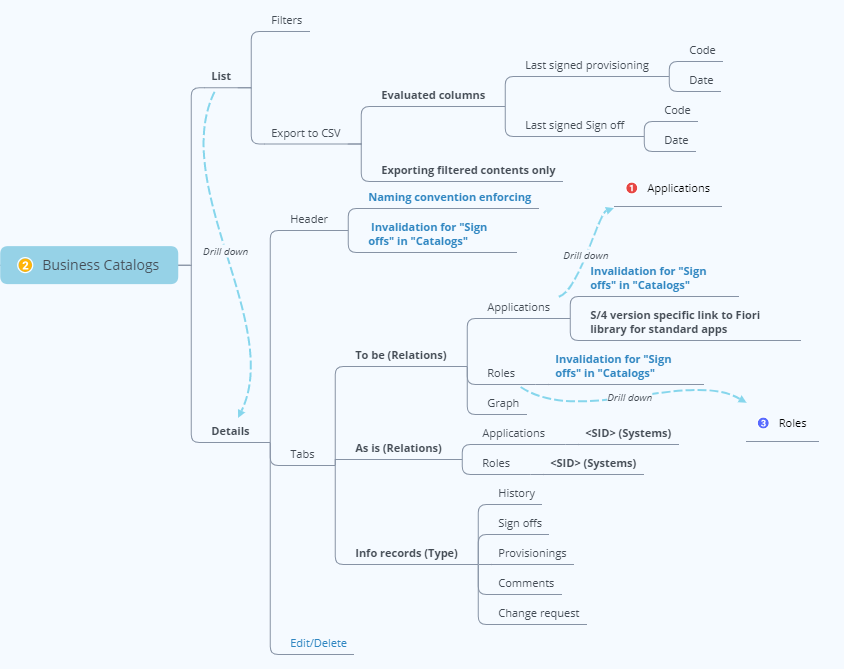 2 Business Catalogs
List
Filters
Export to CSV
Evaluated columns
Last signed provisioning
Code
Date
Last signed Sign off
Code
Date
Exporting filtered contents only
Drill down
Details
Header
Naming convention enforcing
Invalidation for "Sign
offs" in "Catalogs"
Tabs
To be (Relations)
Applications
Invalidation for "Sign
offs" in "Catalogs"
S/4 version specific link to Fiori
library for standard apps
Drill down
1 Applications
Roles
Invalidation for "Sign
offs" in "Catalogs"
Drill down
3 Roles
Graph
As is (Relations)
Applications
<SID> (Systems)
Roles
<SID> (Systems)
Info records (Type)
History
Sign offs
Provisionings
Comments
Change request
Edit/Delete